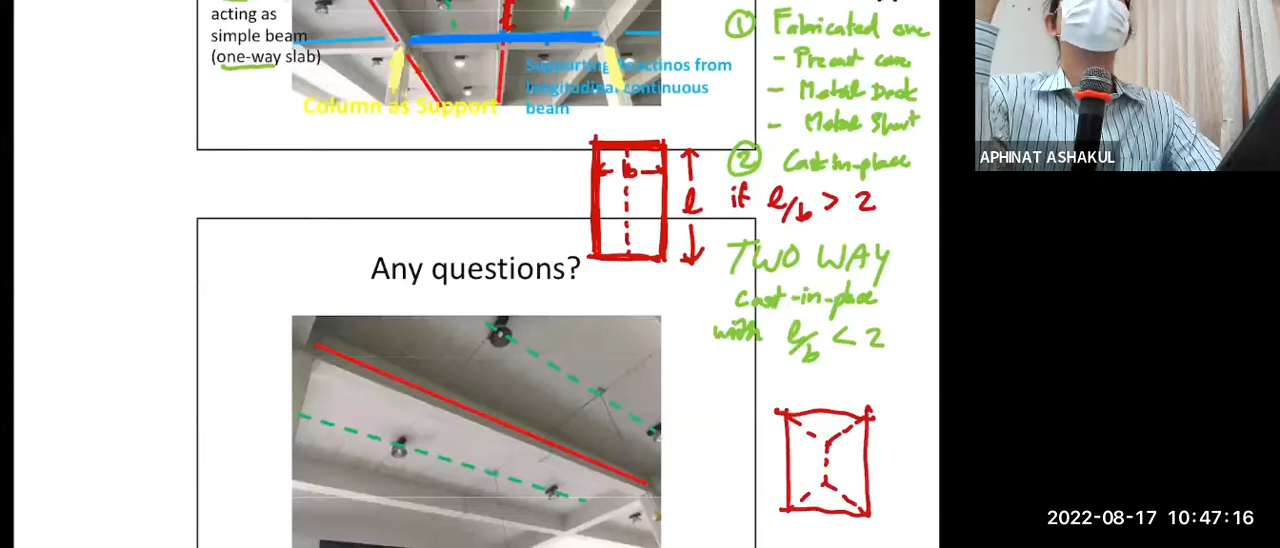 acting as
simple beam
(one-way slab)
Column as Support
Supporting Reactinos from
longitudinal continuous
beam
① Fabricated one
- Precast one
- Metal Deck
- Metal Sheet
② Cast-in-place
if l/b > 2
b
l
TWO WAY
Cast-in-place
with l/b < 2
Any questions?
APHINAT ASHAKUL
2022-08-17 10:47:16